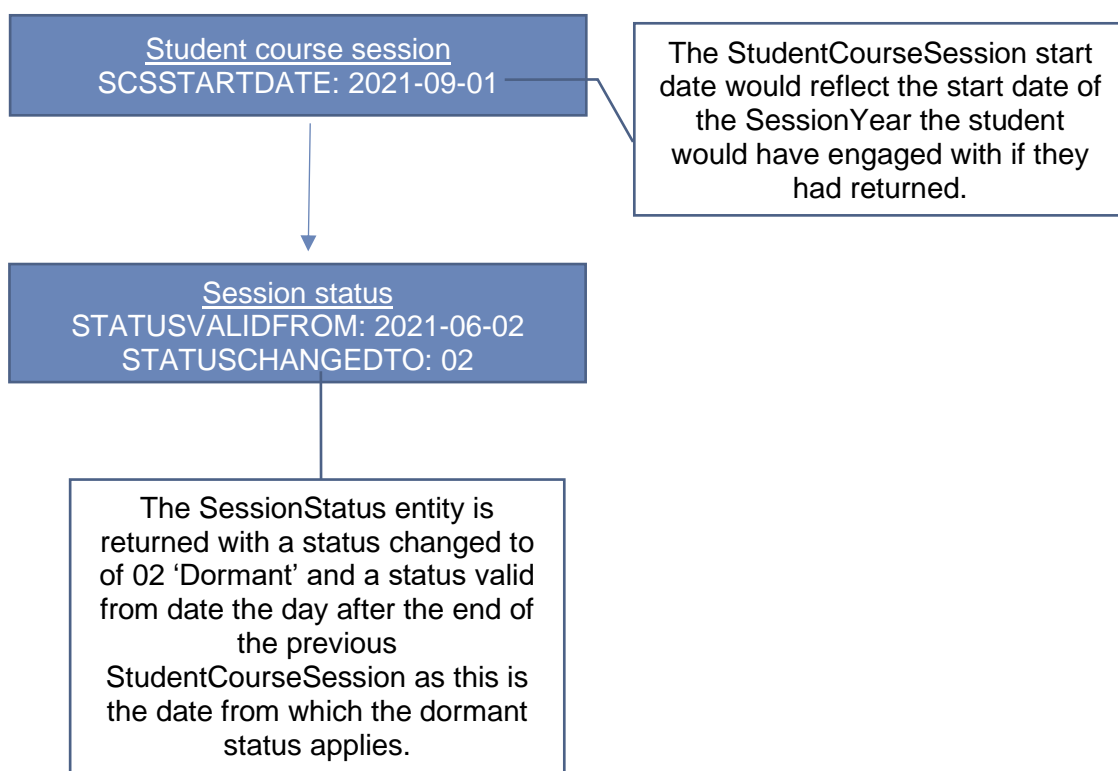 Student course session
SCSSTARTDATE: 2021-09-01
The StudentCourseSession start
date would reflect the start date of
the SessionYear the student
would have engaged with if they
had returned.
Session status
STATUSVALIDFROM: 2021-06-02
STATUSCHANGEDTO: 02
The SessionStatus entity is
returned with a status changed to
of 02 ‘Dormant’ and a status valid
from date the day after the end of
the previous
StudentCourseSession as this is
the date from which the dormant
status applies.